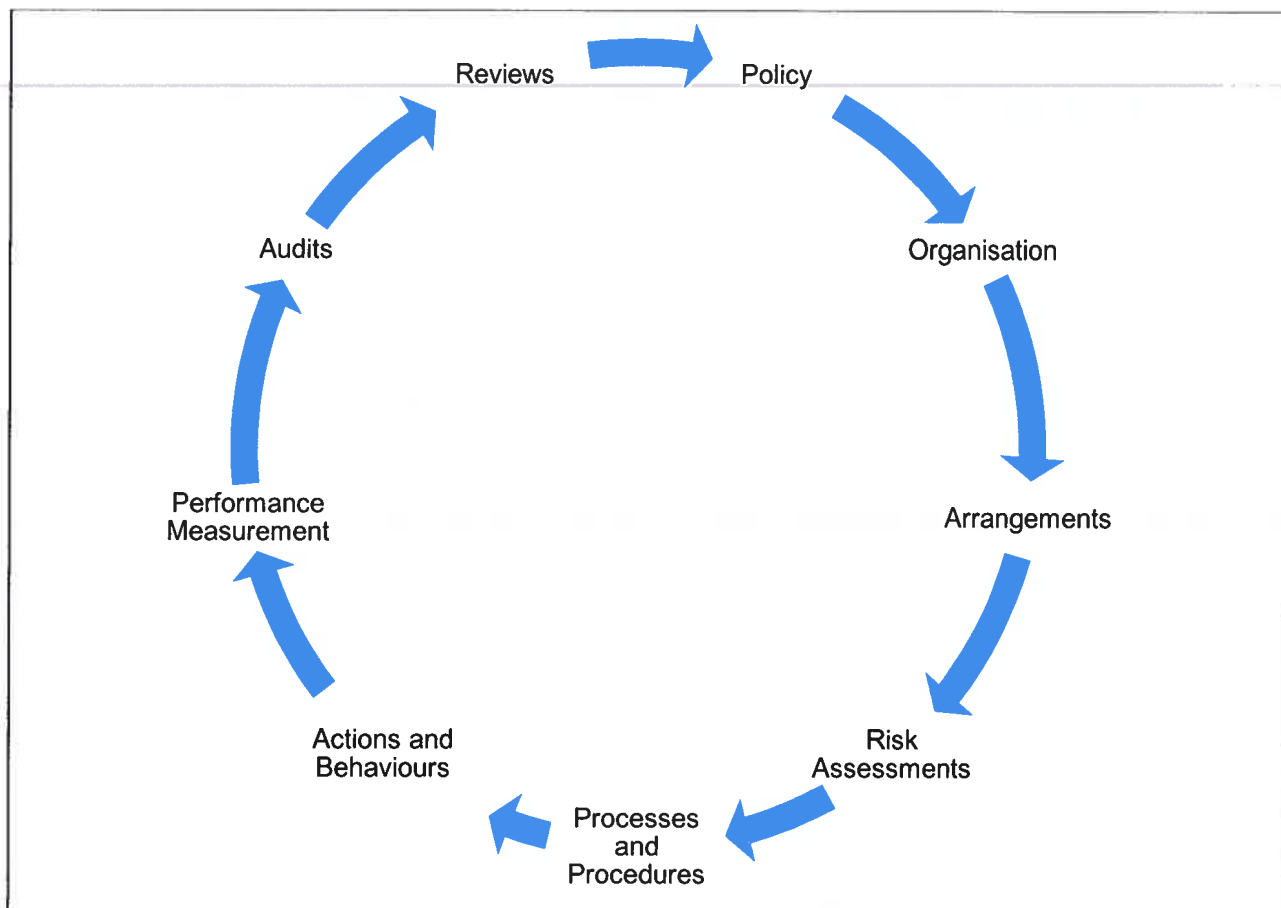 Reviews
Policy
Organisation
Arrangements
Risk
Assessments
Processes
and
Procedures
Actions and
Behaviours
Performance
Measurement
Audits